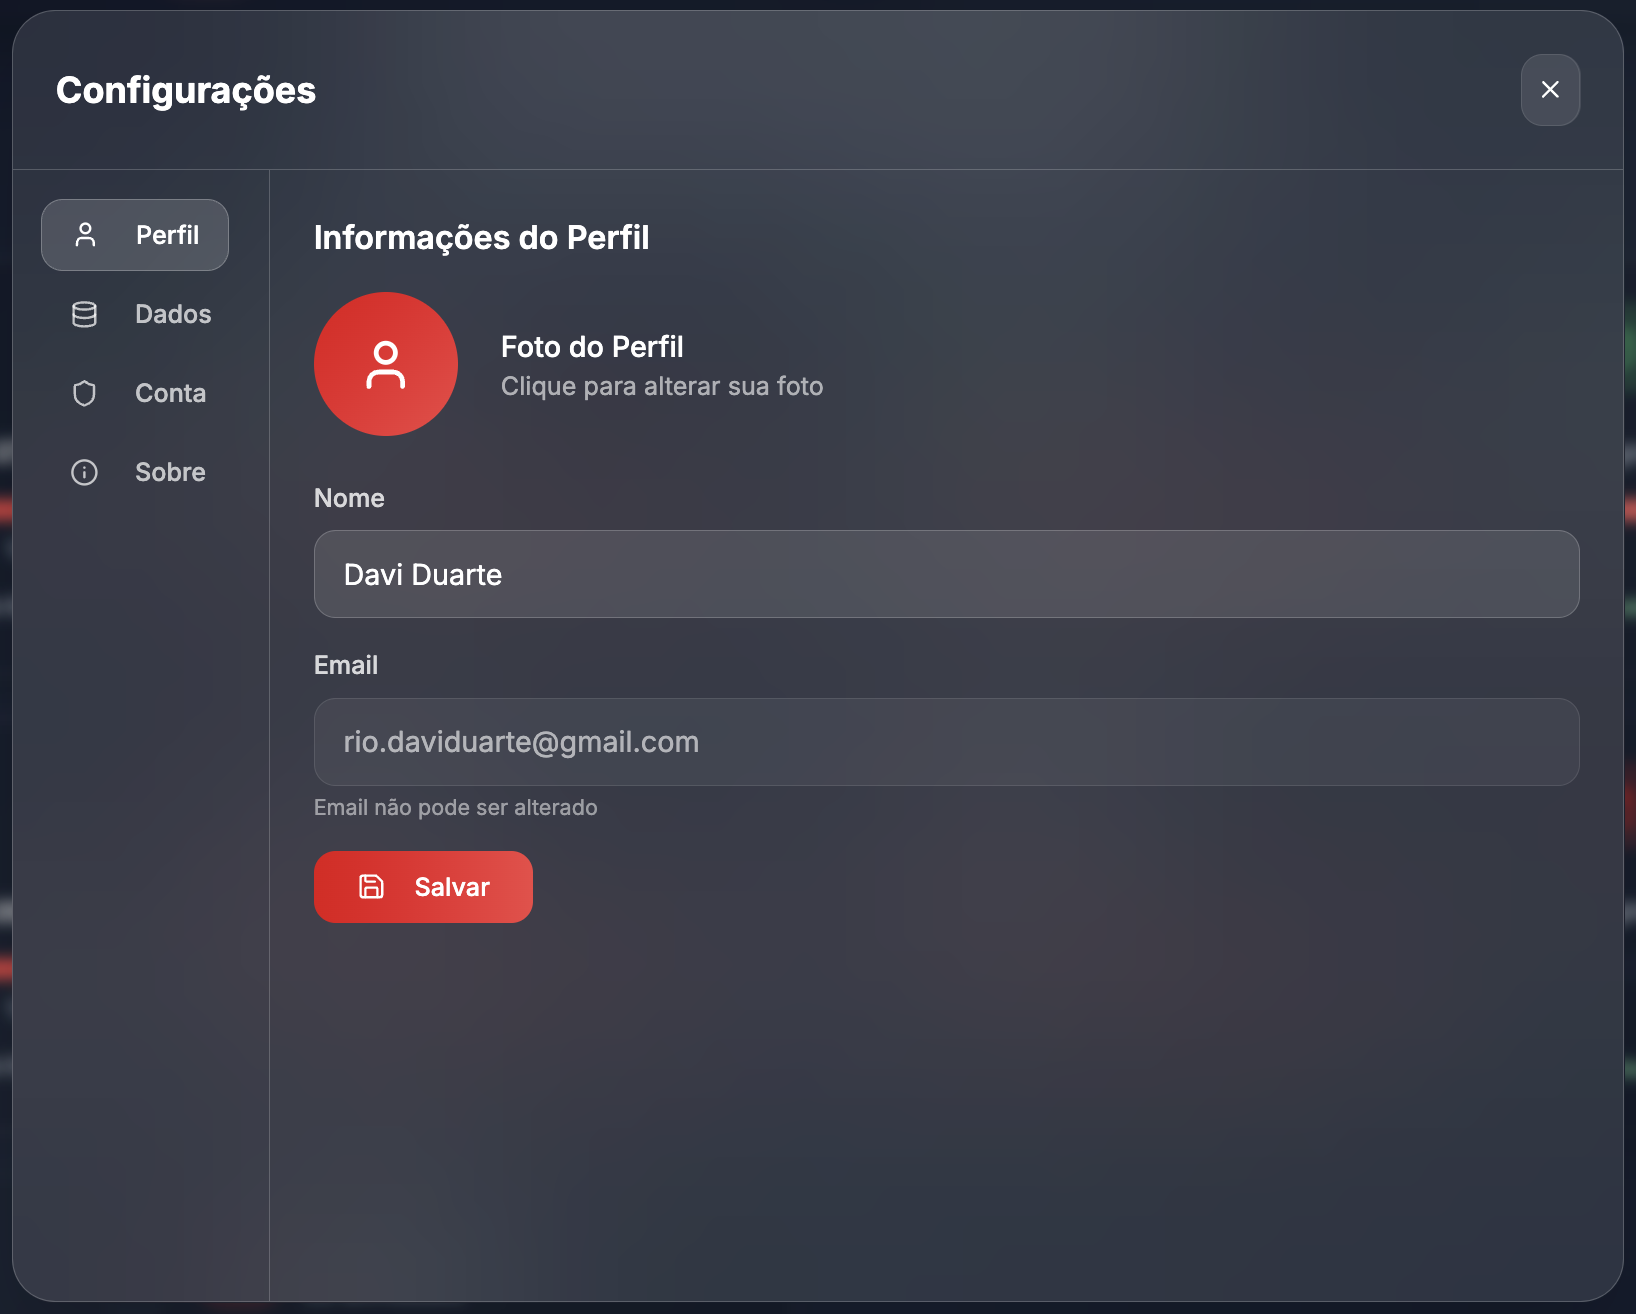 Configurações
Perfil
Dados
Conta
Sobre
Informações do Perfil
Foto do Perfil
Clique para alterar sua foto
Nome
Davi Duarte
Email
rio.daviduarte@gmail.com
Email não pode ser alterado
Salvar